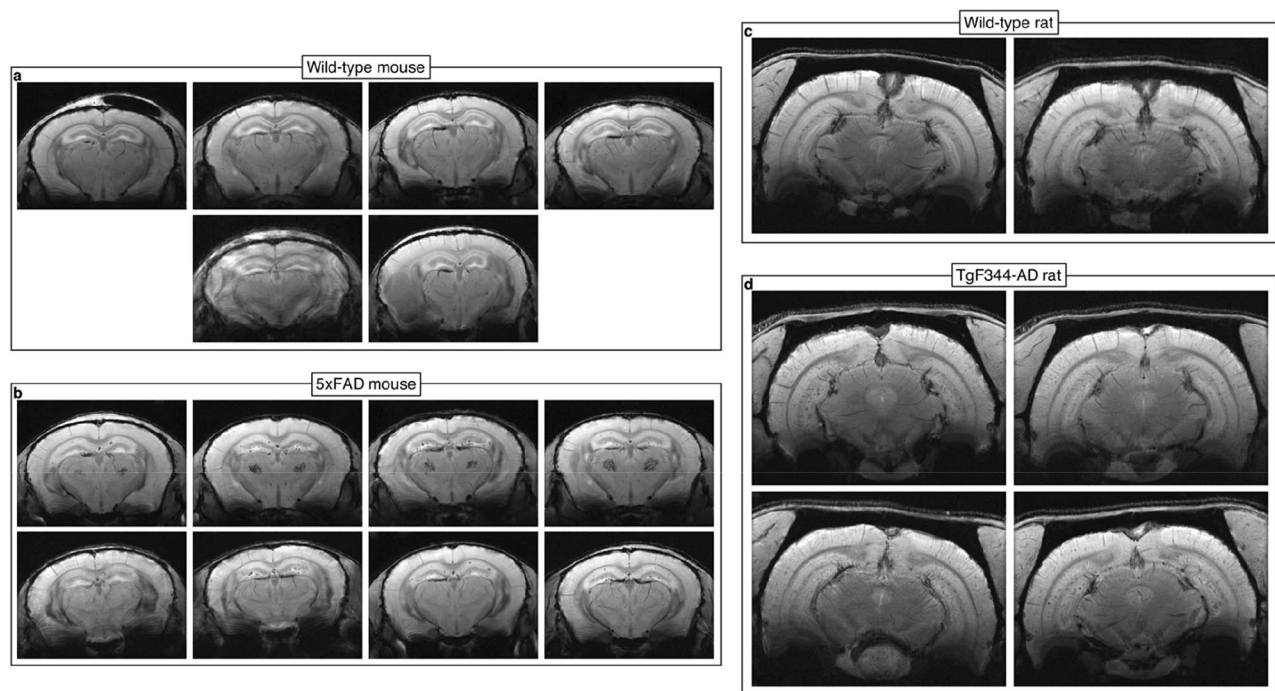 a
Wild-type mouse
b
5xFAD mouse
c
Wild-type rat
d
TgF344-AD rat